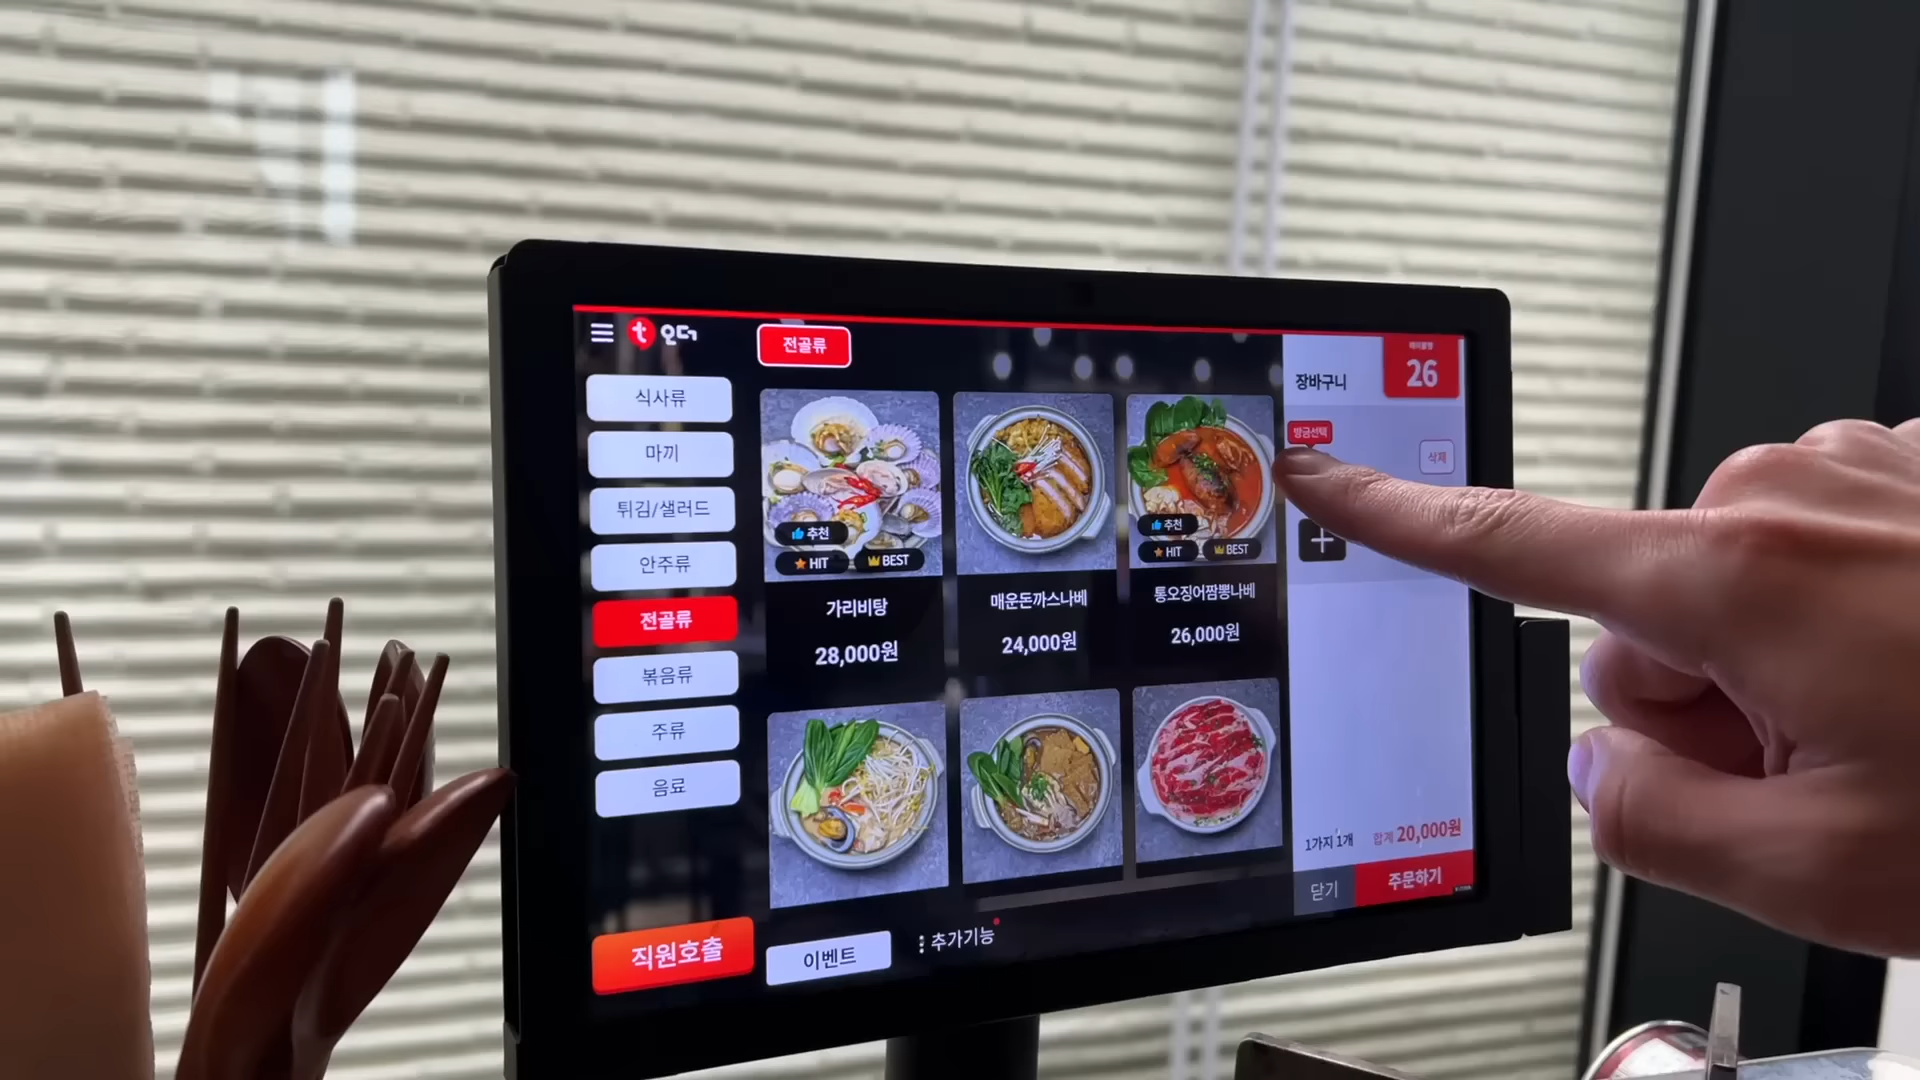 t오더
전골류
식사류
마끼
튀김/샐러드
안주류
전골류
볶음류
주류
음료
직원호출
이벤트
추가기능
추천
HIT
BEST
가리비탕
28,000원
매운돈까스나베
24,000원
추천
HIT
BEST
통오징어짬뽕나베
26,000원
장바구니
26
방금선택
삭제
+
1가지 1개
합계 20,000원
닫기
주문하기